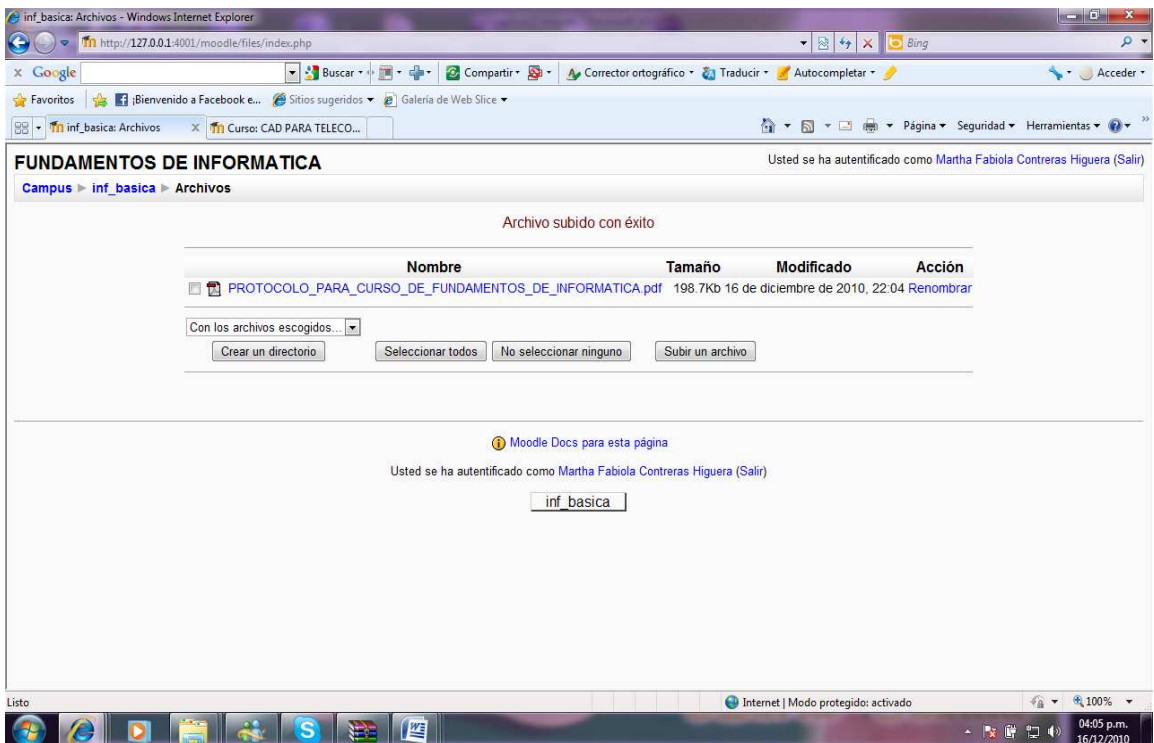 inf_basica: Archivos - Windows Internet Explorer
http://127.0.0.1:4001/moodle/files/index.php
Bing
x Google
Buscar
Compartir
Corrector ortográfico
Traducir
Autocompletar
Acceder
Favoritos
¡Bienvenido a Facebook e...
Sitios sugeridos
Galería de Web Slice
inf_basica: Archivos
Curso: CAD PARA TELECO...
Página
Seguridad
Herramientas
FUNDAMENTOS DE INFORMATICA
Usted se ha autentificado como Martha Fabiola Contreras Higuera (Salir)
Campus ► inf_basica ► Archivos
Archivo subido con éxito
Nombre Tamaño Modificado Acción
PROTOCOLO_PARA_CURSO_DE_FUNDAMENTOS_DE_INFORMATICA.pdf 198.7Kb 16 de diciembre de 2010, 22:04 Renombrar
Con los archivos escogidos...
Crear un directorio
Seleccionar todos
No seleccionar ninguno
Subir un archivo
Moodle Docs para esta página
Usted se ha autentificado como Martha Fabiola Contreras Higuera (Salir)
inf_basica
Listo
Internet | Modo protegido: activado
100%
04:05 p.m.
16/12/2010